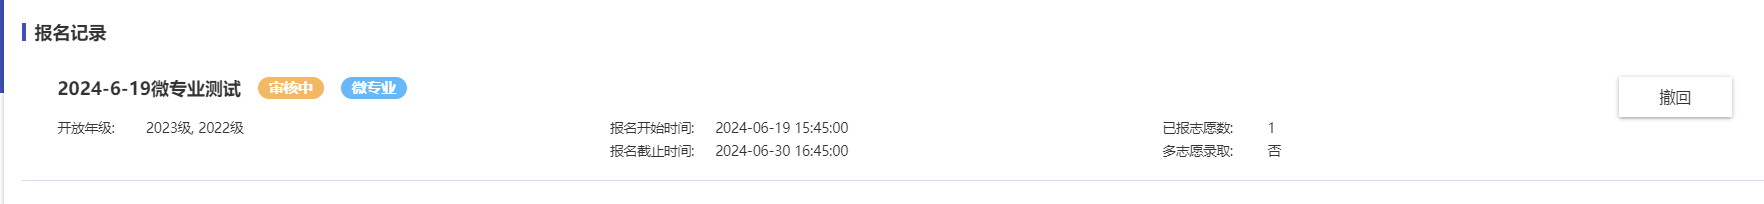 报名记录
2024-6-19微专业测试 审核中 微专业 撤回
开放年级: 2023级, 2022级 报名开始时间: 2024-06-19 15:45:00 已报志愿数: 1
报名截止时间: 2024-06-30 16:45:00 多志愿录取: 否